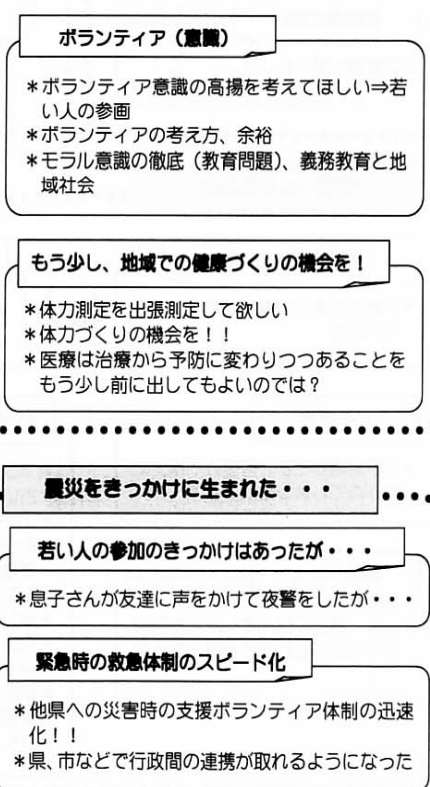 ボランティア（意識）
＊ボランティア意識の高揚を考えてほしい⇒若
い人の参画
＊ボランティアの考え方、余裕
＊モラル意識の徹底（教育問題）、義務教育と地
域社会
もう少し、地域での健康づくりの機会を！
＊体力測定を出張測定して欲しい
＊体力づくりの機会を！！
＊医療は治療から予防に変わりつつあることを
もう少し前に出してもよいのでは？
震災をきっかけに生まれた・・・
若い人の参加のきっかけはあったが・・・
＊息子さんが友達に声をかけて夜警をしたが・・・
緊急時の救急体制のスピード化
＊他県への災害時の支援ボランティア体制の迅速
化！！
＊県、市などで行政間の連携が取れるようになった